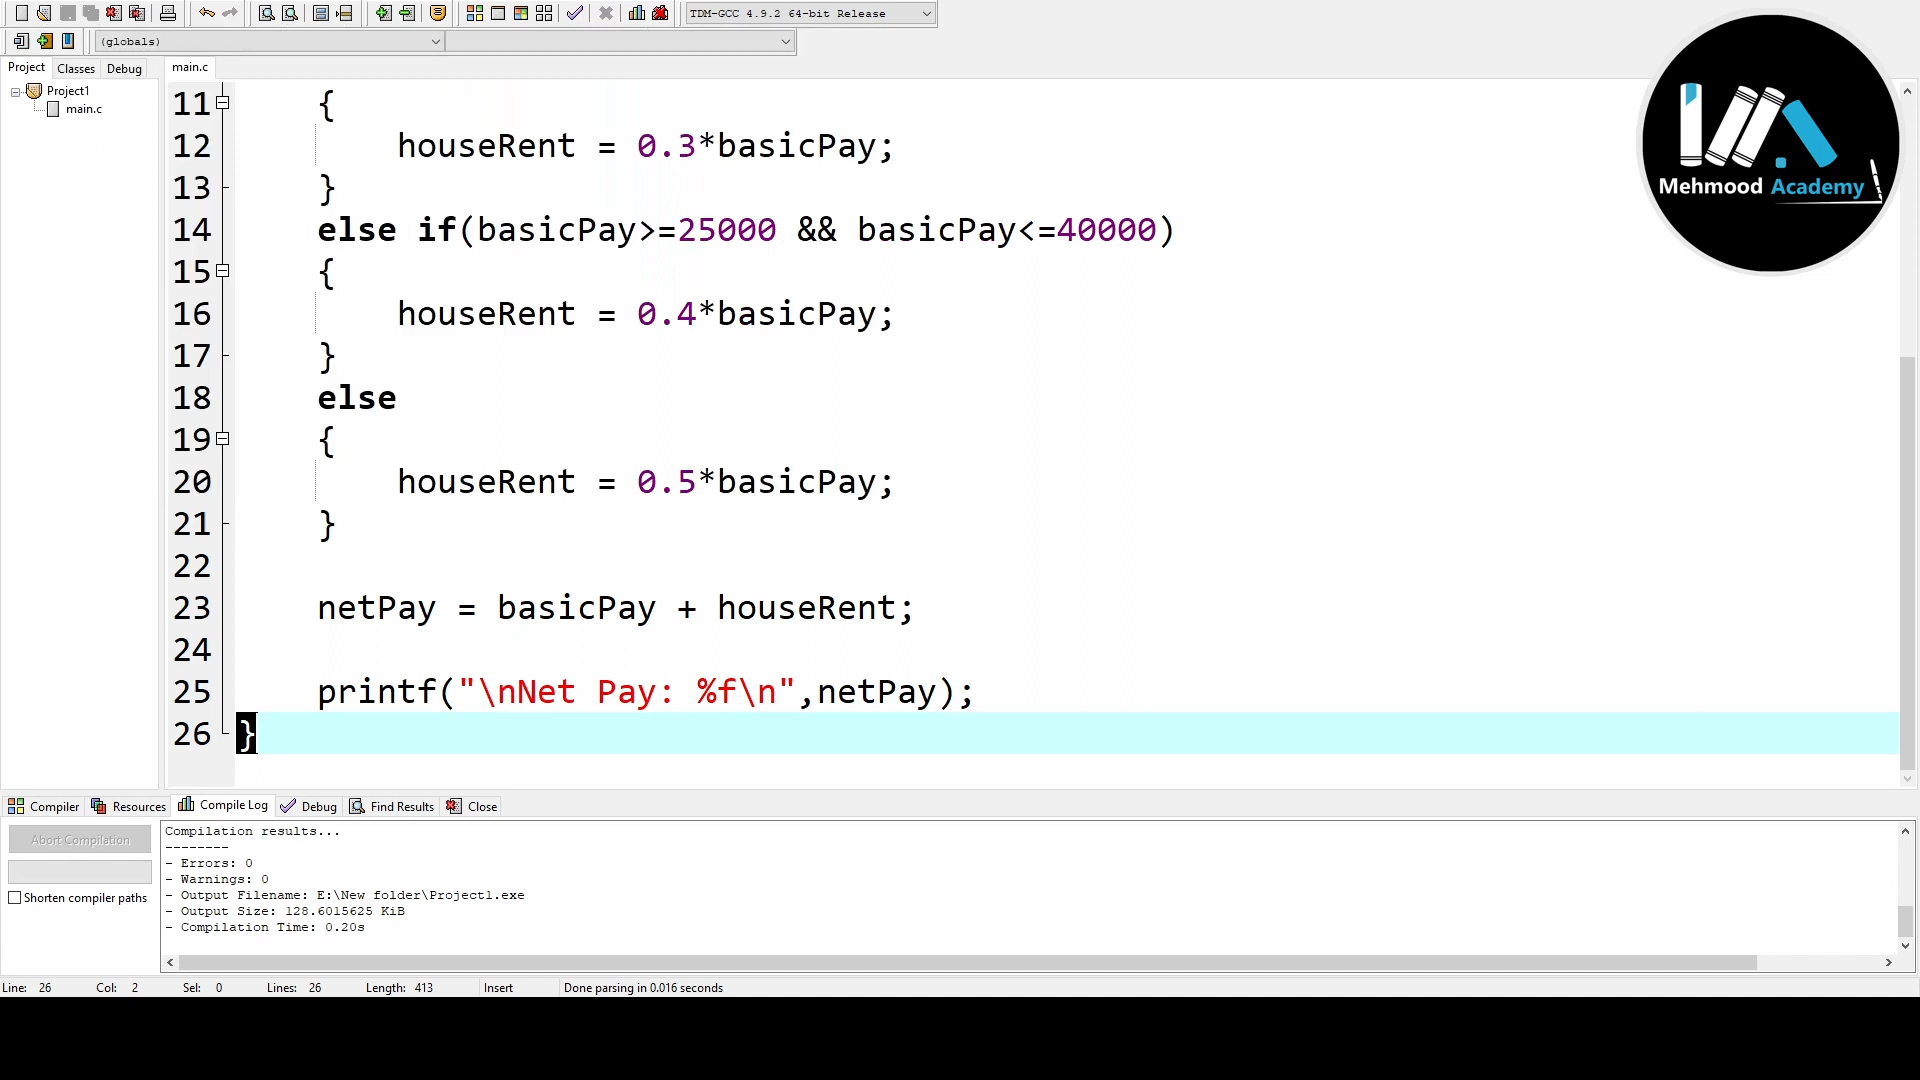 TDM-GCC 4.9.2 64-bit Release
(globals)
Project Classes Debug
main.c
Project1
main.c
11 {
12 houseRent = 0.3*basicPay;
13 }
14 else if(basicPay>=25000 && basicPay<=40000)
15 {
16 houseRent = 0.4*basicPay;
17 }
18 else
19 {
20 houseRent = 0.5*basicPay;
21 }
22
23 netPay = basicPay + houseRent;
24
25 printf("\nNet Pay: %f\n",netPay);
26 }
Mehmood Academy
Compiler Resources Compile Log Debug Find Results Close
Abort Compilation
Shorten compiler paths
Compilation results...
--------
- Errors: 0
- Warnings: 0
- Output Filename: E:\New folder\Project1.exe
- Output Size: 128.6015625 KiB
- Compilation Time: 0.20s
Line: 26 Col: 2 Sel: 0 Lines: 26 Length: 413 Insert Done parsing in 0.016 seconds